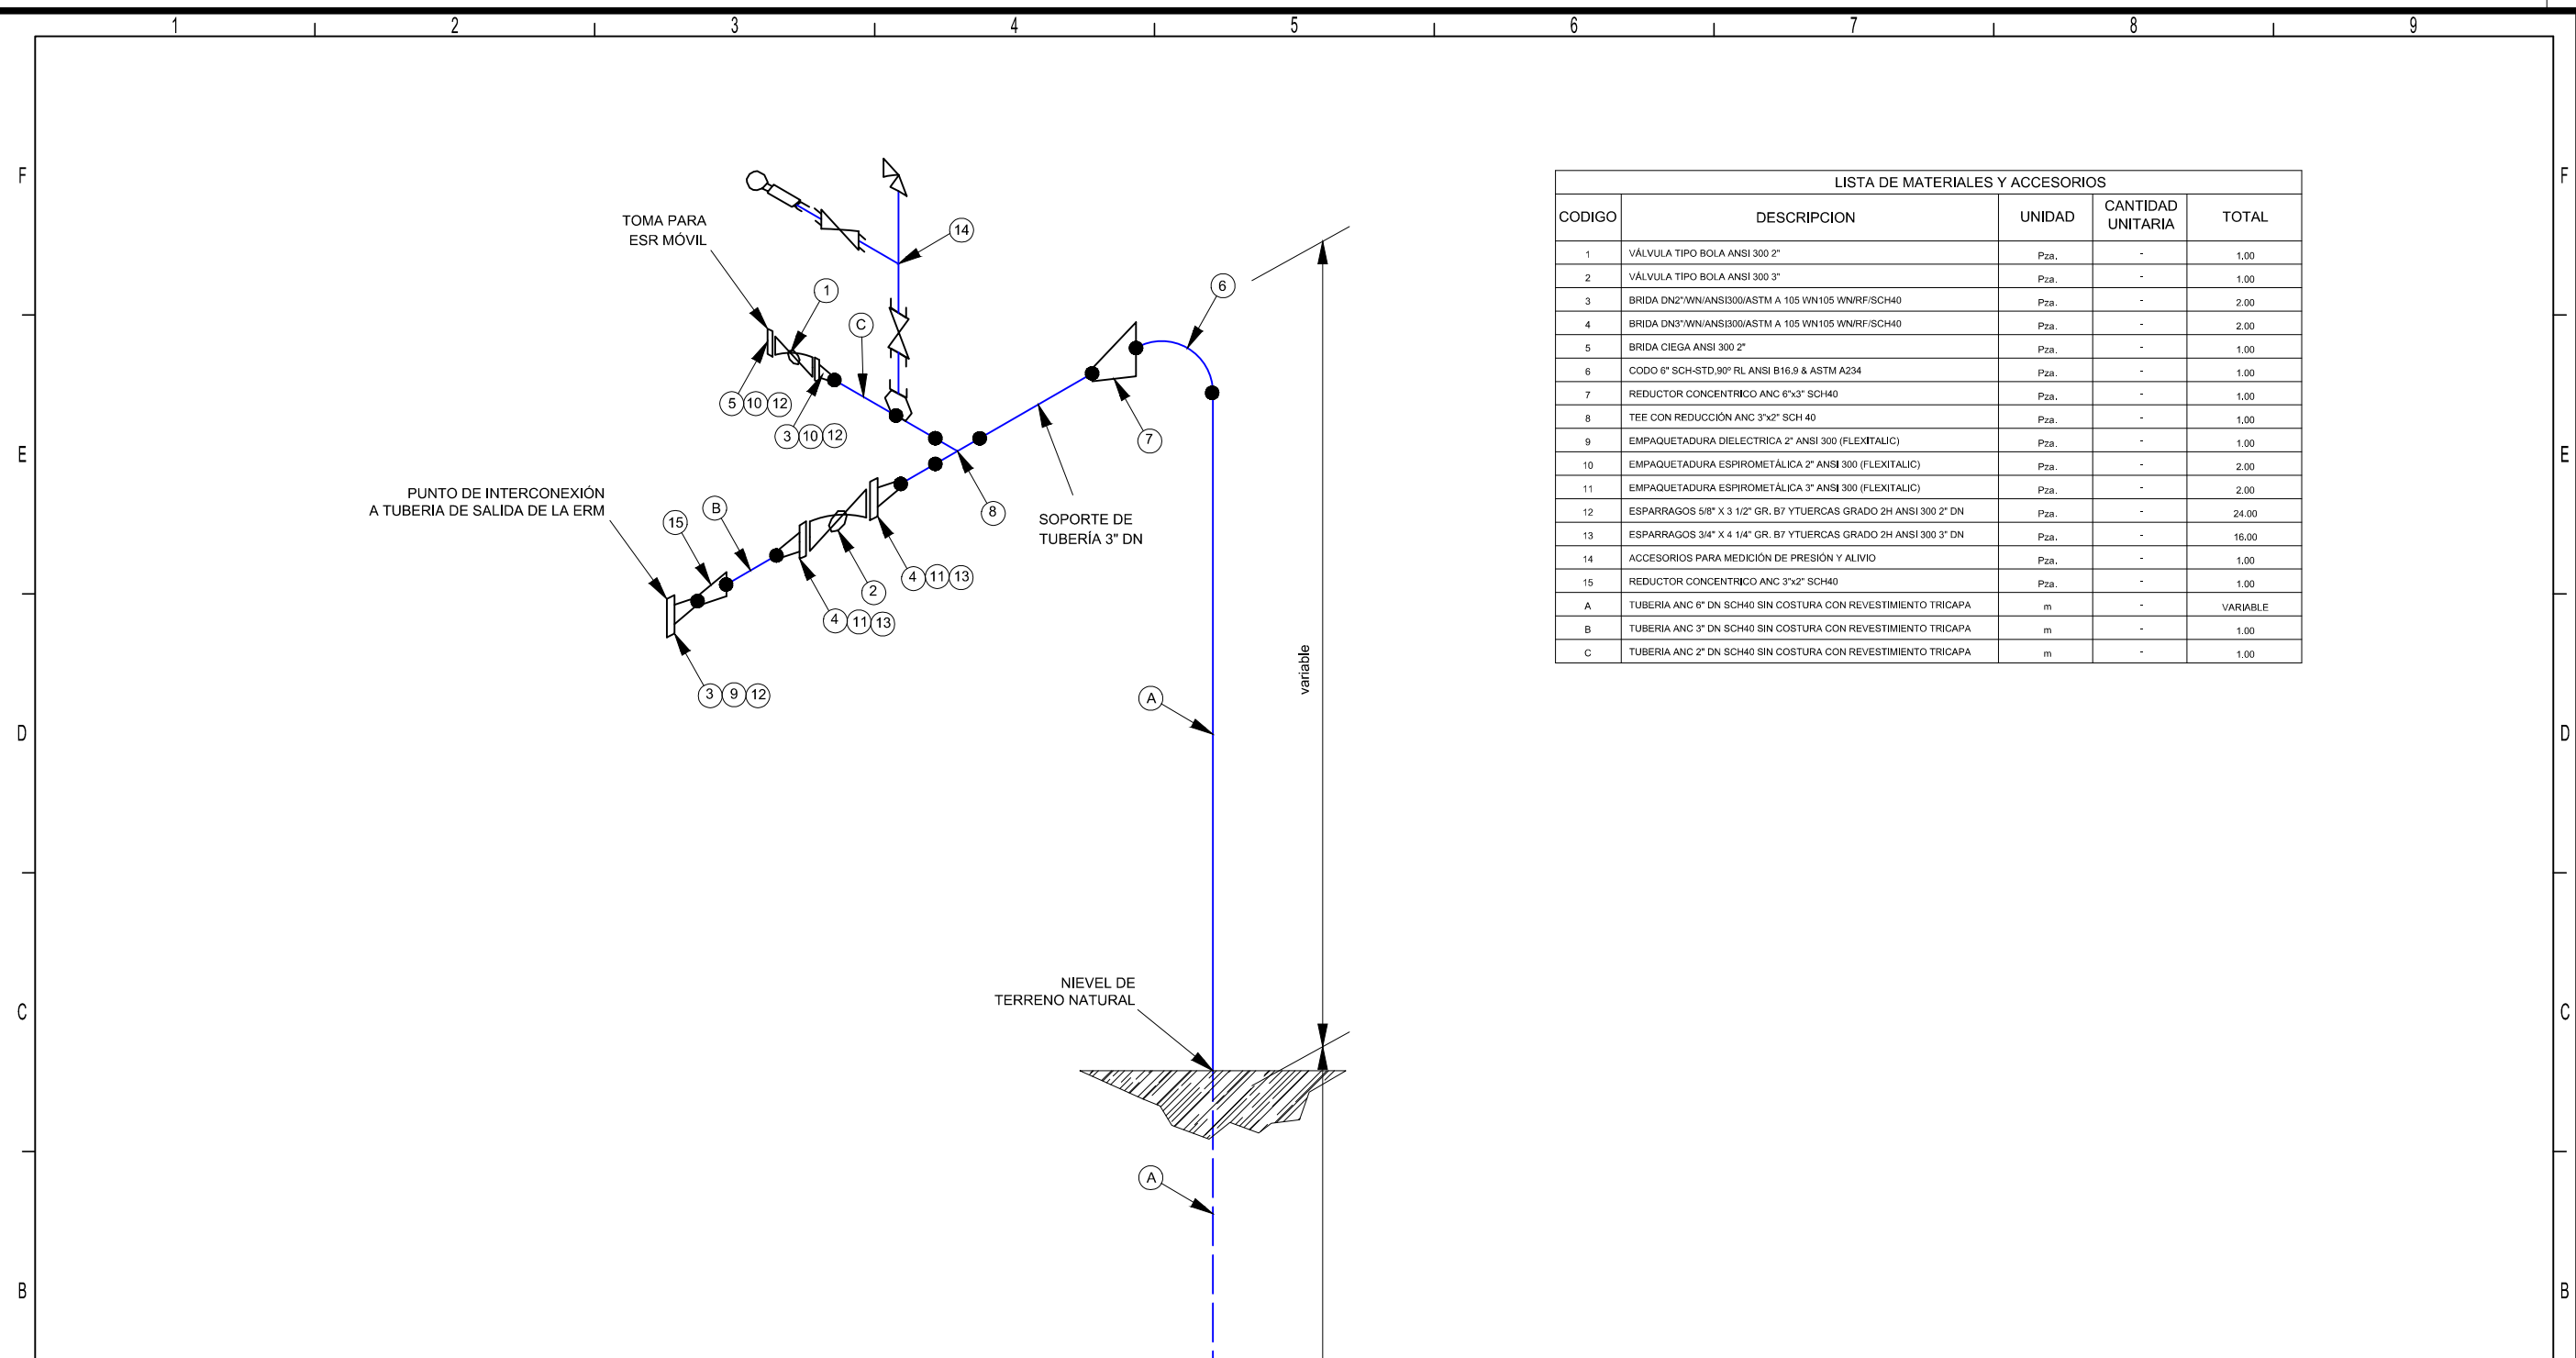 1 2 3 4 5 6 7 8 9
F F
TOMA PARA
ESR MÓVIL
14
1
C
6
5 10 12
3 10 12
7
E E
PUNTO DE INTERCONEXIÓN
A TUBERIA DE SALIDA DE LA ERM
15
B
8
SOPORTE DE
TUBERÍA 3" DN
4 11 13
2
4 11 13
3 9 12
variable
A
D D
NIEVEL DE
TERRENO NATURAL
C C
A
B B
LISTA DE MATERIALES Y ACCESORIOS
CODIGO DESCRIPCION UNIDAD CANTIDAD UNITARIA TOTAL
1 VÁLVULA TIPO BOLA ANSI 300 2" Pza. - 1.00
2 VÁLVULA TIPO BOLA ANSI 300 3" Pza. - 1.00
3 BRIDA DN2"/WN/ANSI300/ASTM A 105 WN105 WN/RF/SCH40 Pza. - 2.00
4 BRIDA DN3"/WN/ANSI300/ASTM A 105 WN105 WN/RF/SCH40 Pza. - 2.00
5 BRIDA CIEGA ANSI 300 2" Pza. - 1.00
6 CODO 6" SCH-STD,90º RL ANSI B16.9 & ASTM A234 Pza. - 1.00
7 REDUCTOR CONCENTRICO ANC 6"x3" SCH40 Pza. - 1.00
8 TEE CON REDUCCIÓN ANC 3"x2" SCH 40 Pza. - 1.00
9 EMPAQUETADURA DIELECTRICA 2" ANSI 300 (FLEXITALIC) Pza. - 1.00
10 EMPAQUETADURA ESPIROMETÁLICA 2" ANSI 300 (FLEXITALIC) Pza. - 2.00
11 EMPAQUETADURA ESPIROMETÁLICA 3" ANSI 300 (FLEXITALIC) Pza. - 2.00
12 ESPARRAGOS 5/8" X 3 1/2" GR. B7 YTUERCAS GRADO 2H ANSI 300 2" DN Pza. - 24.00
13 ESPARRAGOS 3/4" X 4 1/4" GR. B7 YTUERCAS GRADO 2H ANSI 300 3" DN Pza. - 16.00
14 ACCESORIOS PARA MEDICIÓN DE PRESIÓN Y ALIVIO Pza. - 1.00
15 REDUCTOR CONCENTRICO ANC 3"x2" SCH40 Pza. - 1.00
A TUBERIA ANC 6" DN SCH40 SIN COSTURA CON REVESTIMIENTO TRICAPA m - VARIABLE
B TUBERIA ANC 3" DN SCH40 SIN COSTURA CON REVESTIMIENTO TRICAPA m - 1.00
C TUBERIA ANC 2" DN SCH40 SIN COSTURA CON REVESTIMIENTO TRICAPA m - 1.00